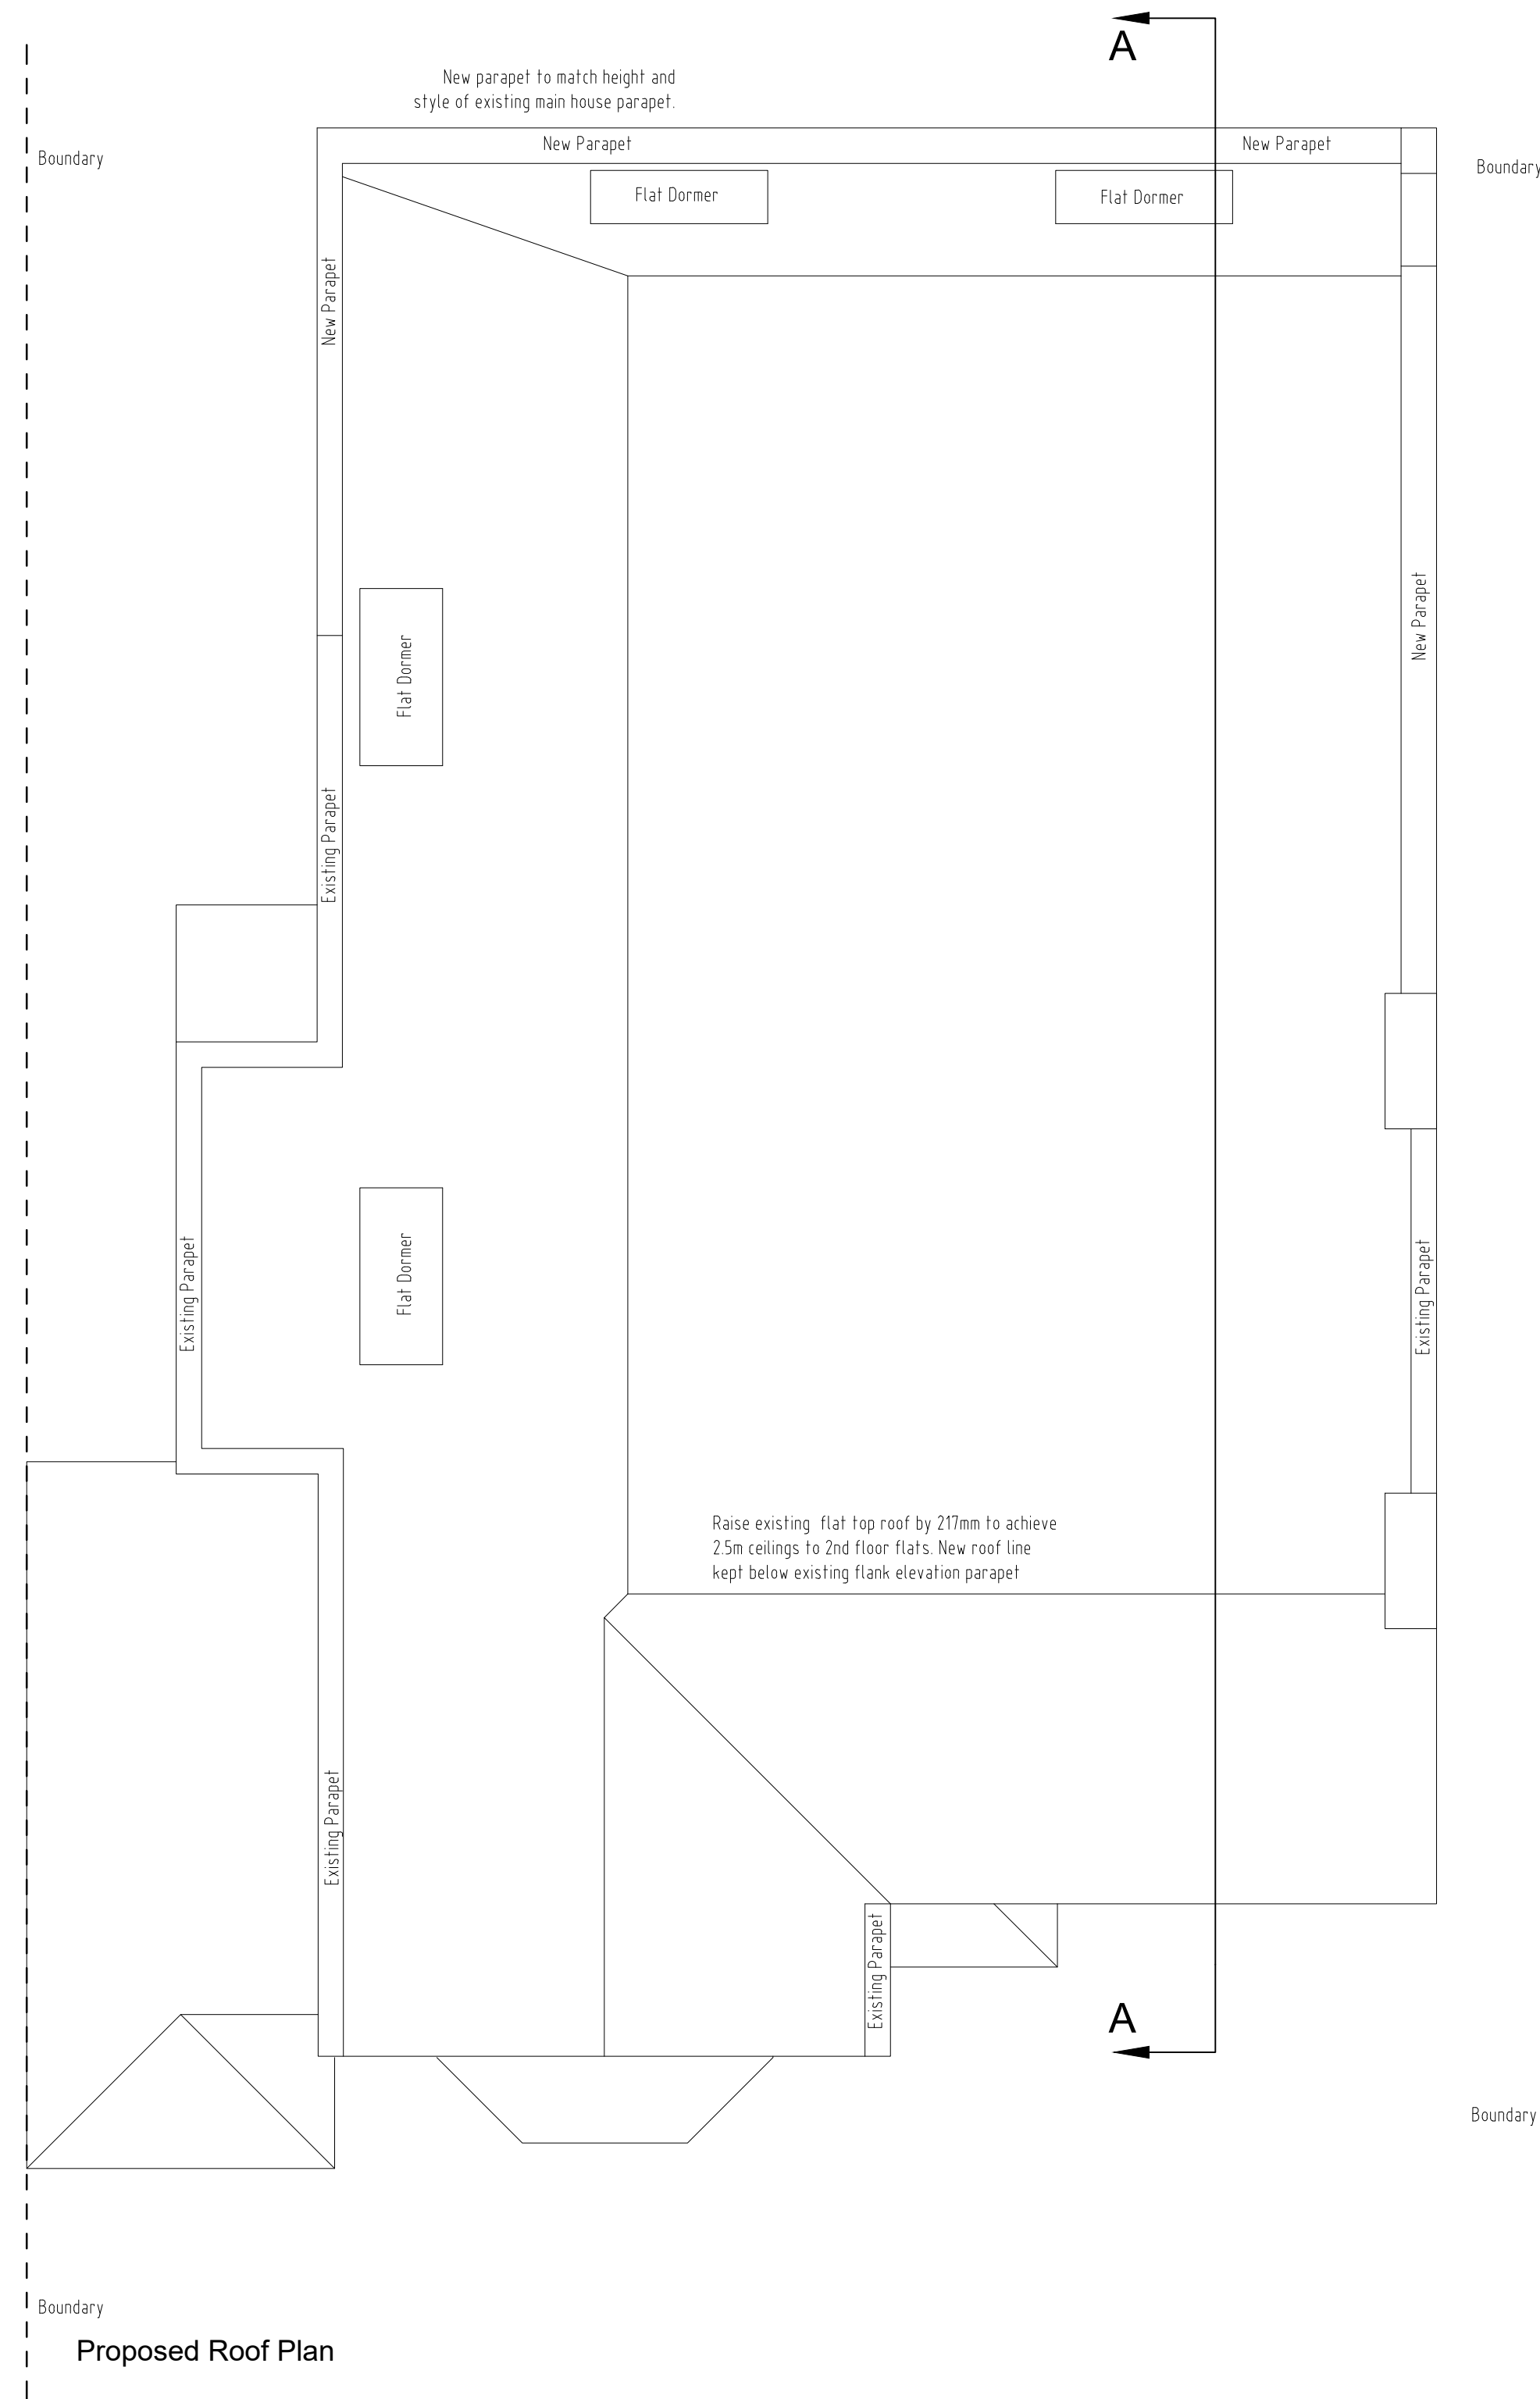 A
New parapet to match height and
style of existing main house parapet.
New Parapet
New Parapet
Boundary
Boundary
Flat Dormer
Flat Dormer
New Parapet
New Parapet
Flat Dormer
Existing Parapet
Existing Parapet
Flat Dormer
Existing Parapet
Raise existing flat top roof by 217mm to achieve
2.5m ceilings to 2nd floor flats. New roof line
kept below existing flank elevation parapet
Existing Parapet
Existing Parapet
A
Boundary
Boundary
Proposed Roof Plan